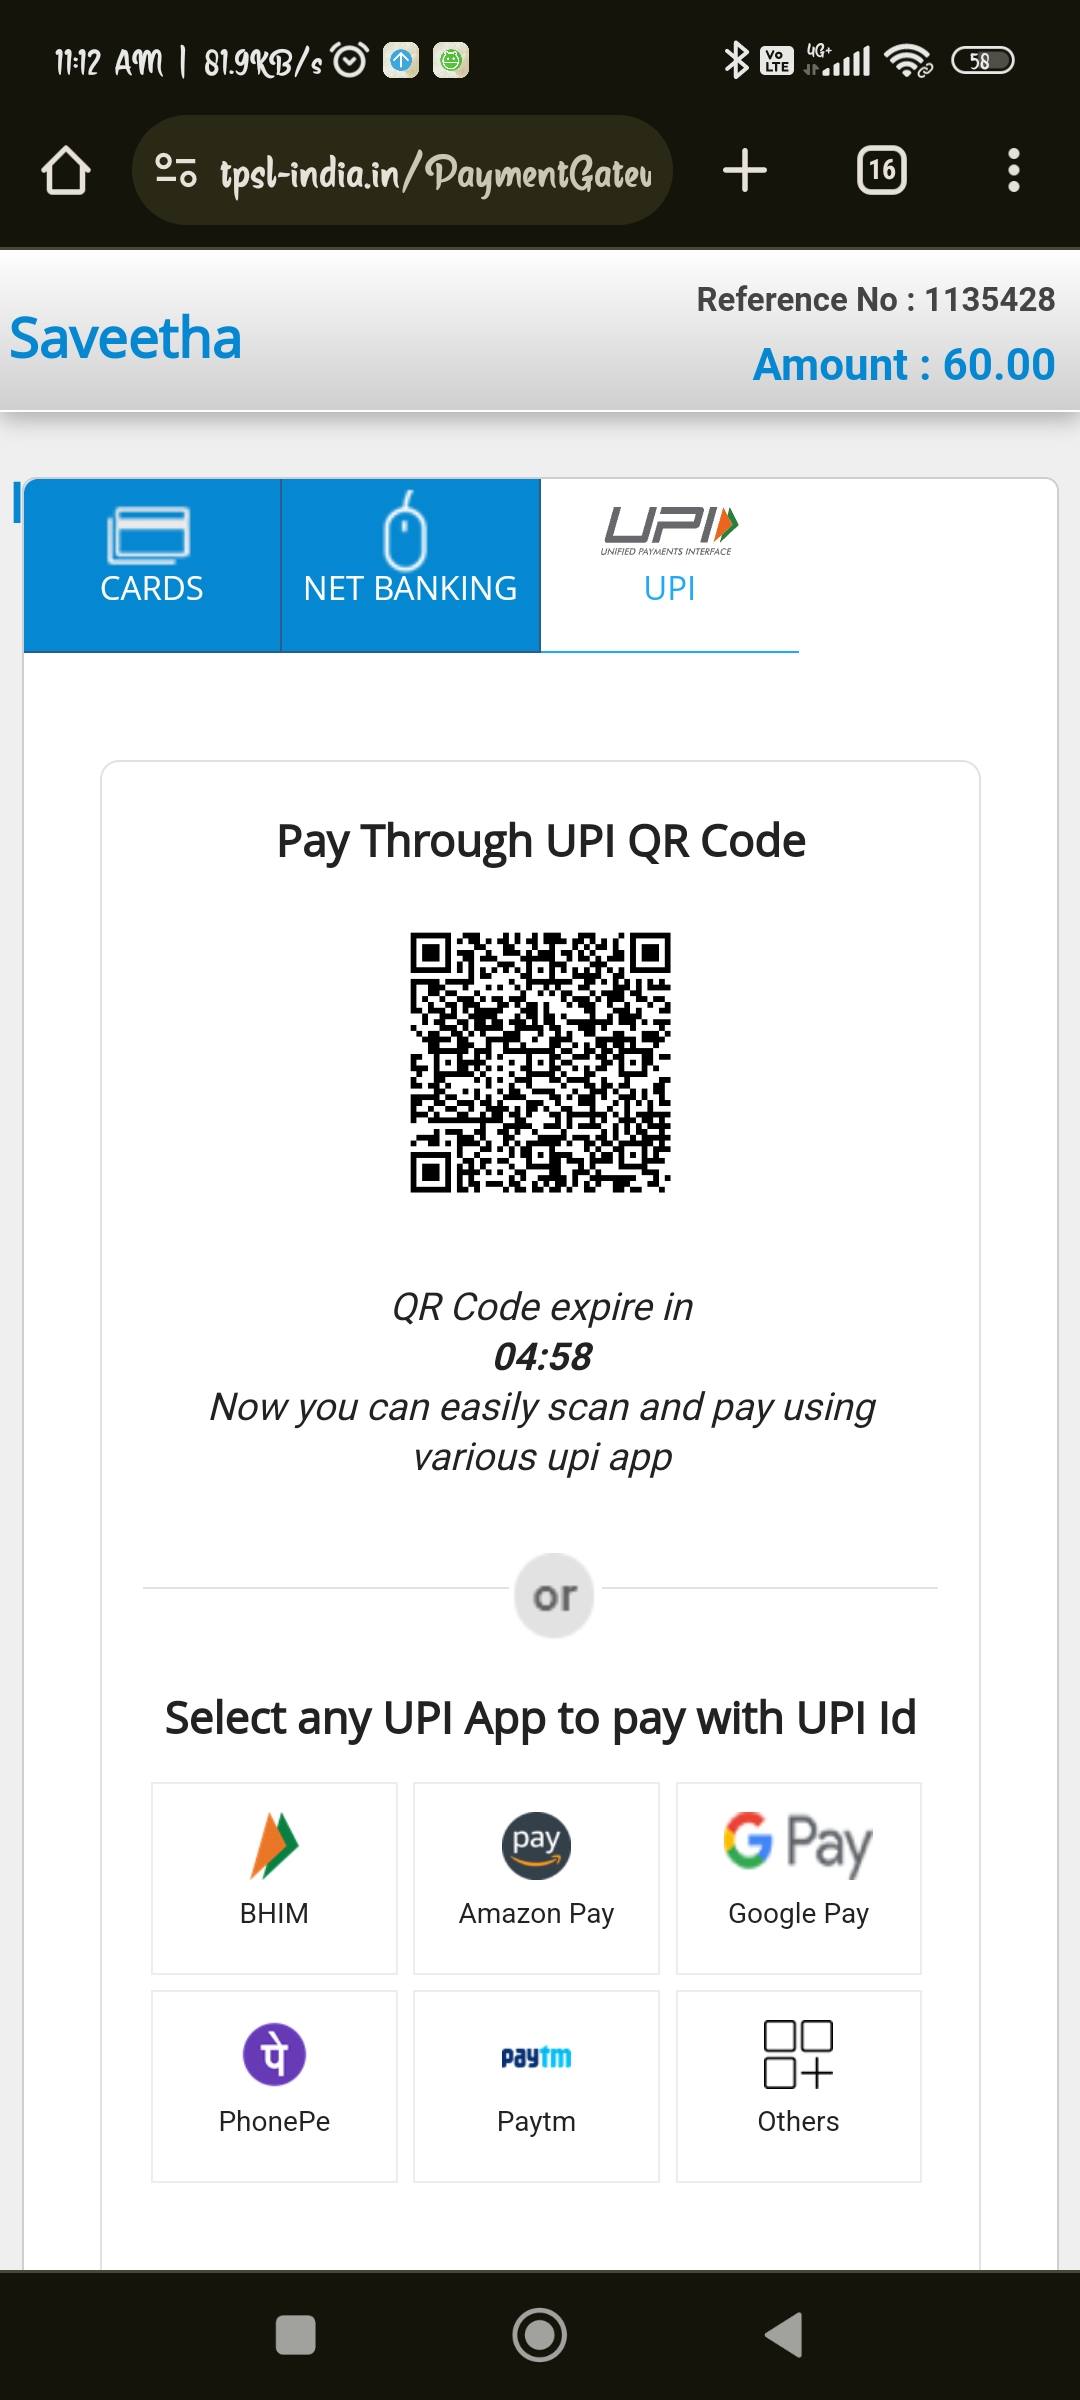 11:12 AM | 81.9KB/s
Vo LTE
4G+
58
tpsl-india.in/PaymentGatew
16
Saveetha
Reference No : 1135428
Amount : 60.00
CARDS
NET BANKING
UPI
UNIFIED PAYMENTS INTERFACE
UPI
Pay Through UPI QR Code
QR Code expire in
04:58
Now you can easily scan and pay using
various upi app
or
Select any UPI App to pay with UPI Id
pay
G Pay
BHIM
Amazon Pay
Google Pay
पे
paytm
PhonePe
Paytm
Others